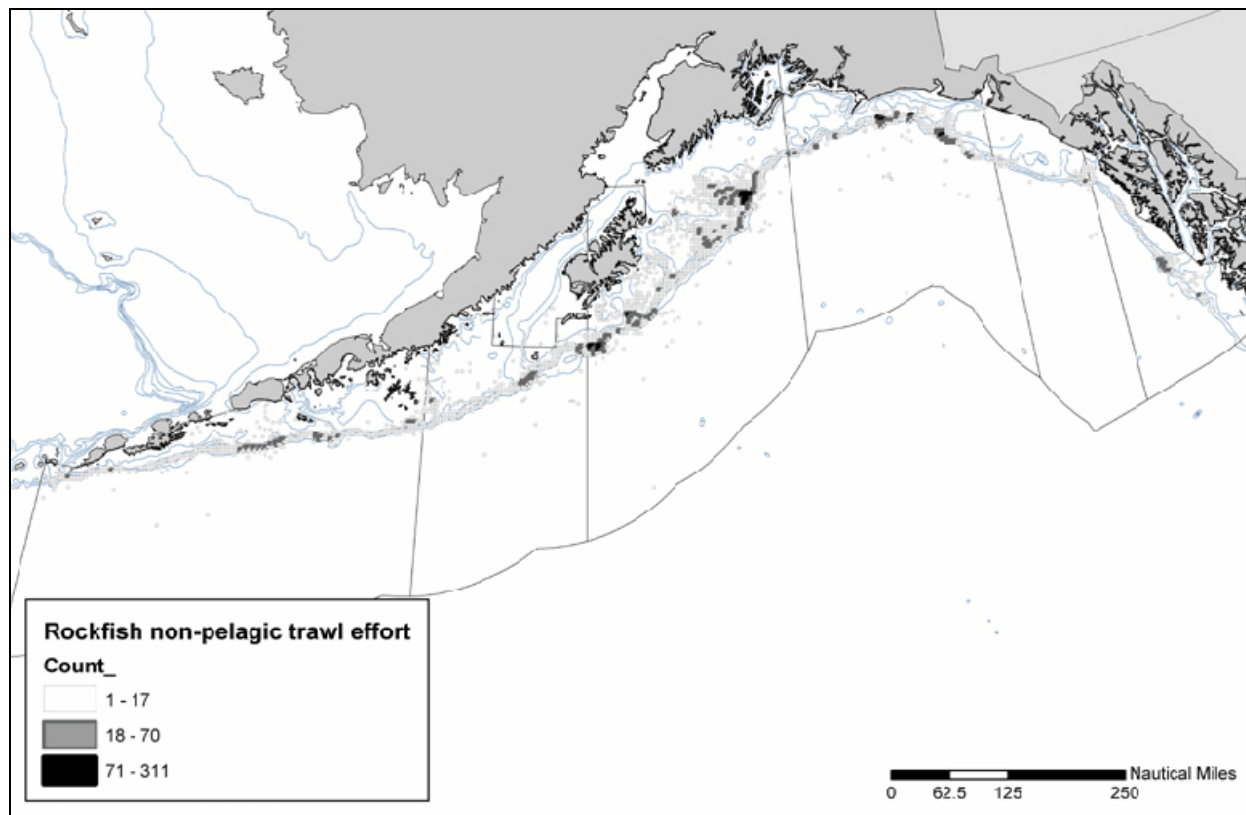 Rockfish non-pelagic trawl effort
Count_
1 - 17
18 - 70
71 - 311
Nautical Miles
0 62.5 125 250